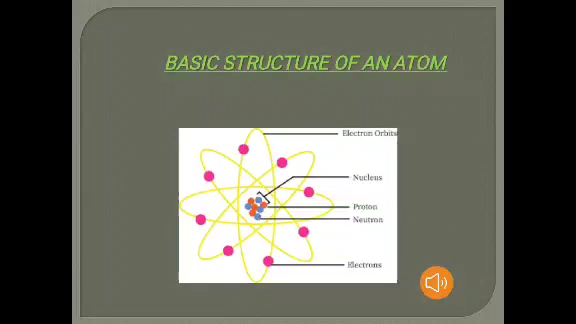 BASIC STRUCTURE OF AN ATOM
Electron Orbits
Nucleus
Proton
Neutron
Electrons